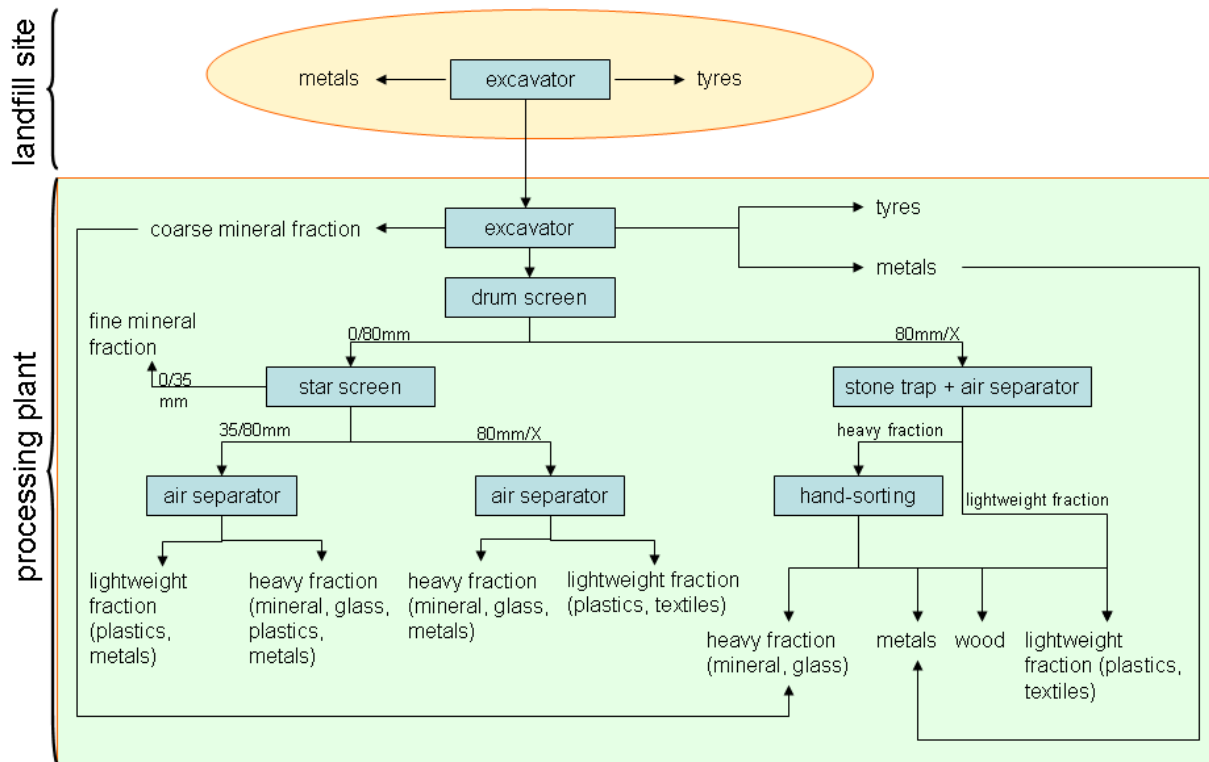 landfill site
metals
excavator
tyres
processing plant
coarse mineral fraction
excavator
tyres
metals
drum screen
fine mineral
fraction
0/80mm
80mm/X
0/35
mm
star screen
stone trap + air separator
35/80mm
80mm/X
heavy fraction
air separator
air separator
hand-sorting
lightweight fraction
lightweight
fraction
(plastics,
metals)
heavy fraction
(mineral, glass,
plastics,
metals)
heavy fraction
(mineral, glass,
metals)
lightweight fraction
(plastics, textiles)
heavy fraction
(mineral, glass)
metals
wood
lightweight
fraction (plastics,
textiles)